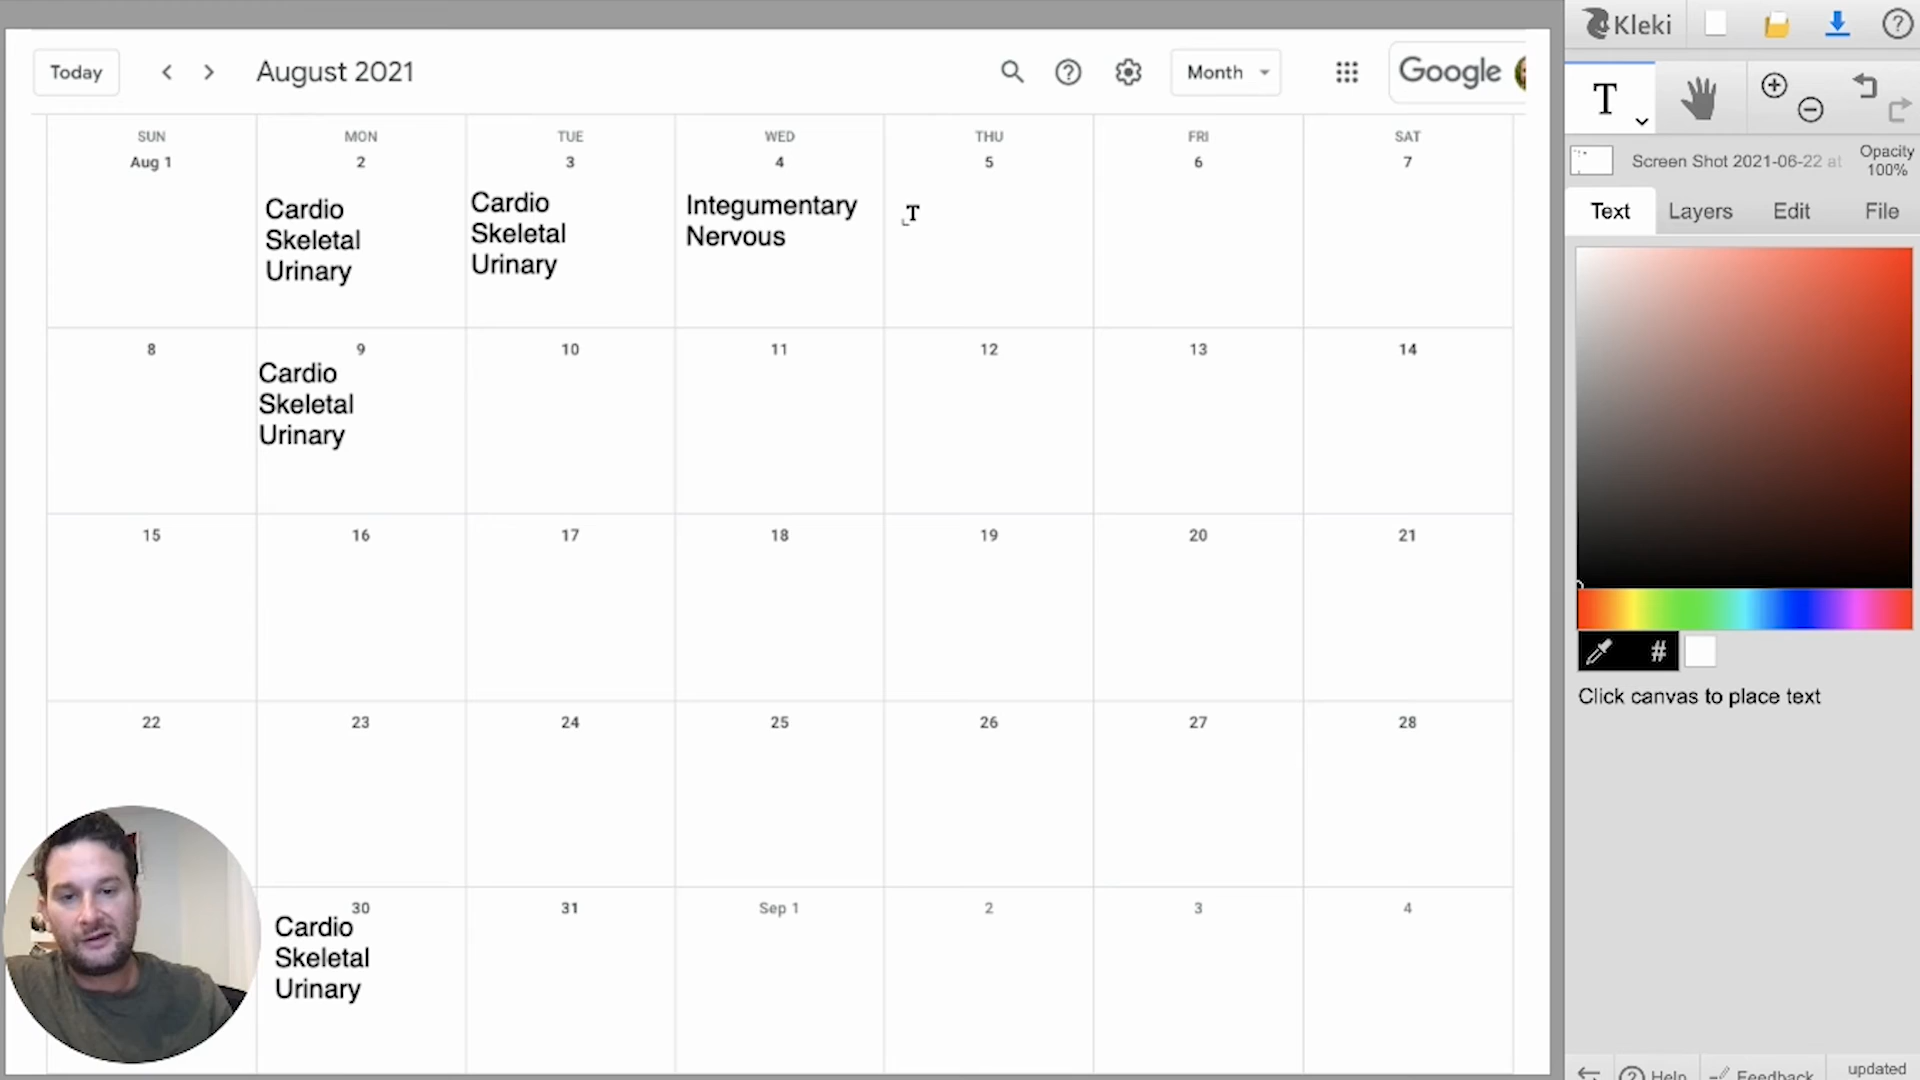 Kleki
Today
August 2021
Month
Google
T
Screen Shot 2021-06-22 at
Opacity
100%
Text
Layers
Edit
File
SUN
MON
TUE
WED
THU
FRI
SAT
Aug 1
2
3
4
5
6
7
Cardio
Skeletal
Urinary
Cardio
Skeletal
Urinary
Integumentary
Nervous
T
8
9
10
11
12
13
14
Cardio
Skeletal
Urinary
#
Click canvas to place text
15
16
17
18
19
20
21
22
23
24
25
26
27
28
30
31
Sep 1
2
3
4
Cardio
Skeletal
Urinary
Help
Feedback
updated